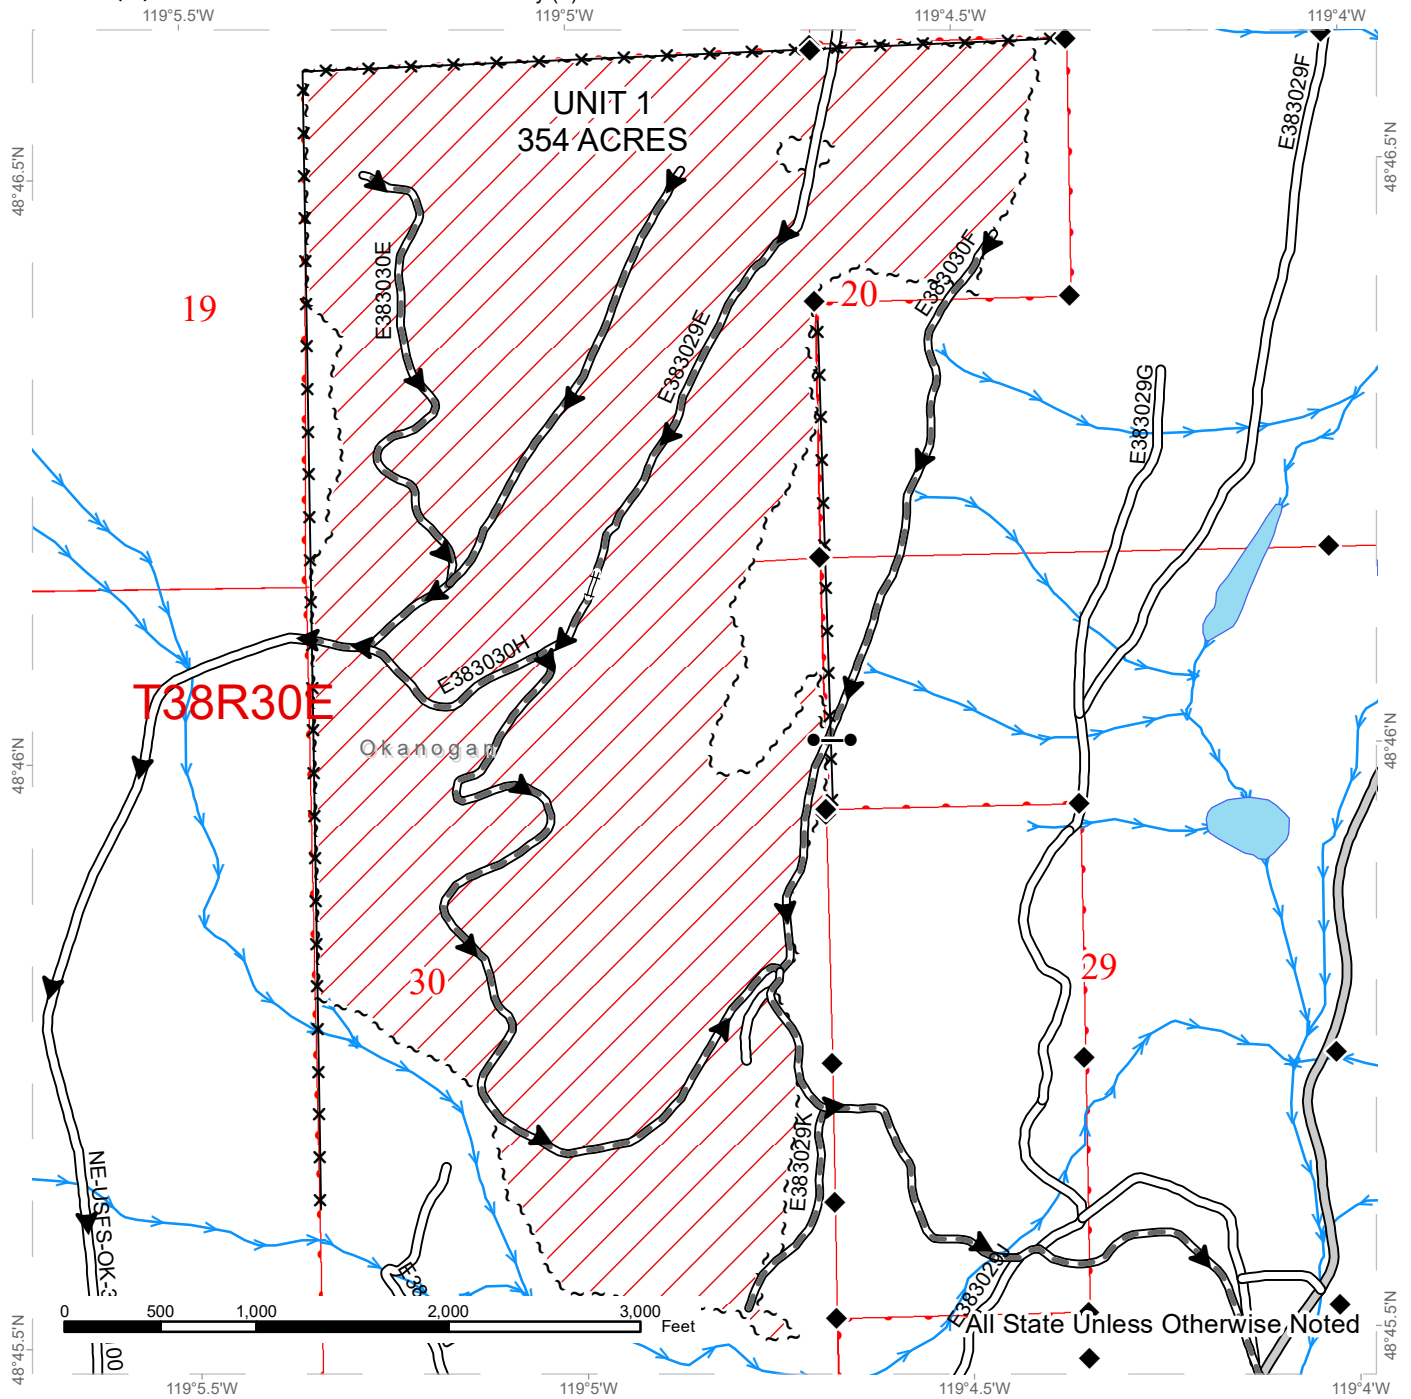 119°5.5'W
119°5'W
119°4.5'W
119°4'W
E383029F
UNIT 1
354 ACRES
48°46.5'N
48°46.5'N
E383030E
E383030F
19
20
E383029E
E383029G
E383030H
T38R30E
Okanogan
48°46'N
48°46'N
30
29
E383029K
NE-USFS-OK-3
00
E38
E383029J
0
500
1,000
2,000
3,000
Feet
All State Unless Otherwise Noted
48°45.5'N
48°45.5'N
119°5.5'W
119°5'W
119°4.5'W
119°4'W